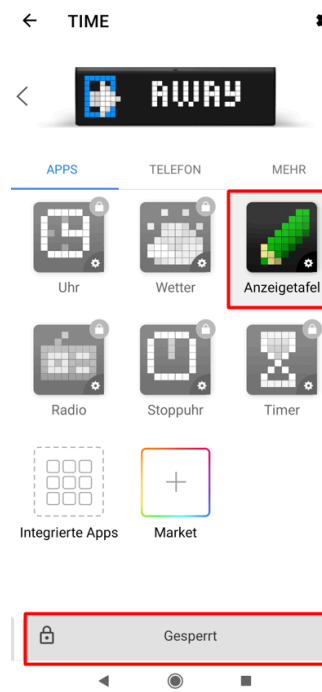 TIME
AWAY
APPS TELEFON MEHR
Uhr Wetter Anzeigetafel
Radio Stoppuhr Timer
Integrierte Apps Market
Gesperrt